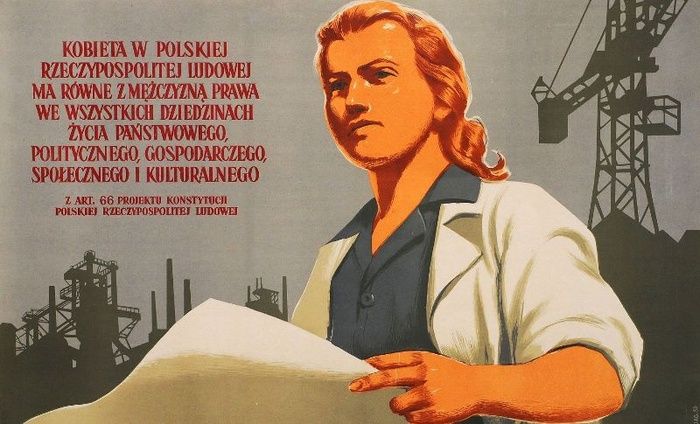 KOBIETA W POLSKIEJ
RZECZYPOSPOLITEJ LUDOWEJ
MA RÓWNE Z MĘŻCZYZNĄ PRAWA
WE WSZYSTKICH DZIEDZINACH
ŻYCIA PAŃSTWOWEGO,
POLITYCZNEGO, GOSPODARCZEGO,
SPOŁECZNEGO I KULTURALNEGO
Z ART. 66 PROJEKTU KONSTYTUCJI
POLSKIEJ RZECZYPOSPOLITEJ LUDOWEJ